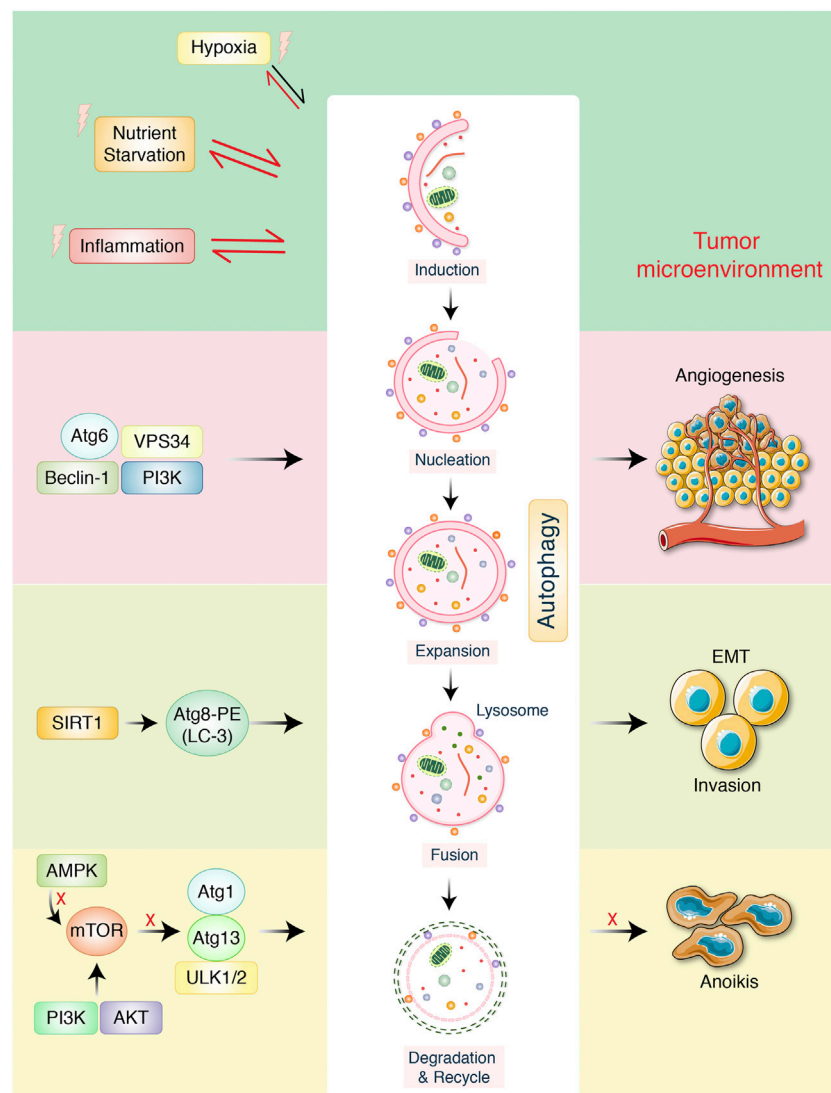 Hypoxia
Nutrient
Starvation
Inflammation
Induction
Tumor
microenvironment
Atg6
VPS34
Beclin-1
PI3K
Nucleation
Angiogenesis
Autophagy
Expansion
SIRT1
Atg8-PE
(LC-3)
Lysosome
Fusion
EMT
Invasion
AMPK
X
mTOR
X
Atg1
Atg13
ULK1/2
PI3K
AKT
Degradation
& Recycle
X
Anoikis